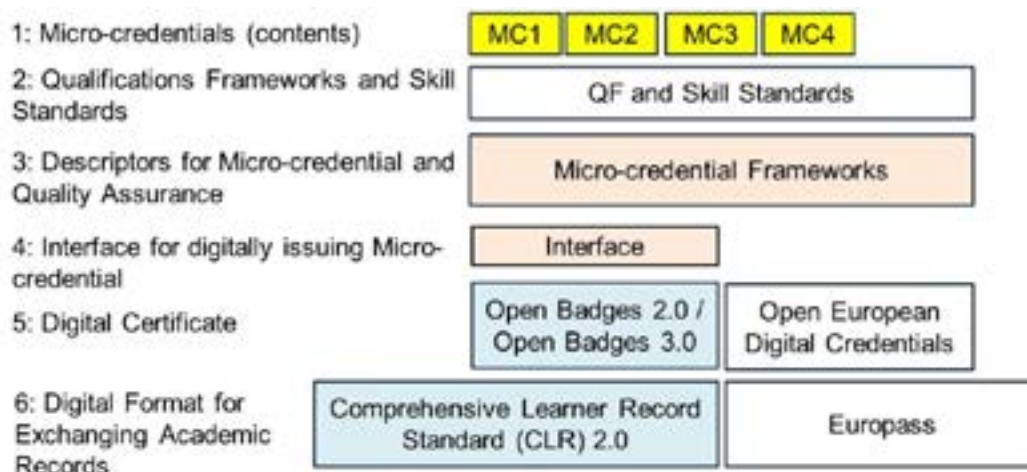 1: Micro-credentials (contents)
MC1 MC2 MC3 MC4
2: Qualifications Frameworks and Skill
Standards
QF and Skill Standards
3: Descriptors for Micro-credential and
Quality Assurance
Micro-credential Frameworks
4: Interface for digitally issuing Micro-
credential
Interface
5: Digital Certificate
Open Badges 2.0 /
Open Badges 3.0
Open European
Digital Credentials
6: Digital Format for
Exchanging Academic
Records
Comprehensive Learner Record
Standard (CLR) 2.0
Europass